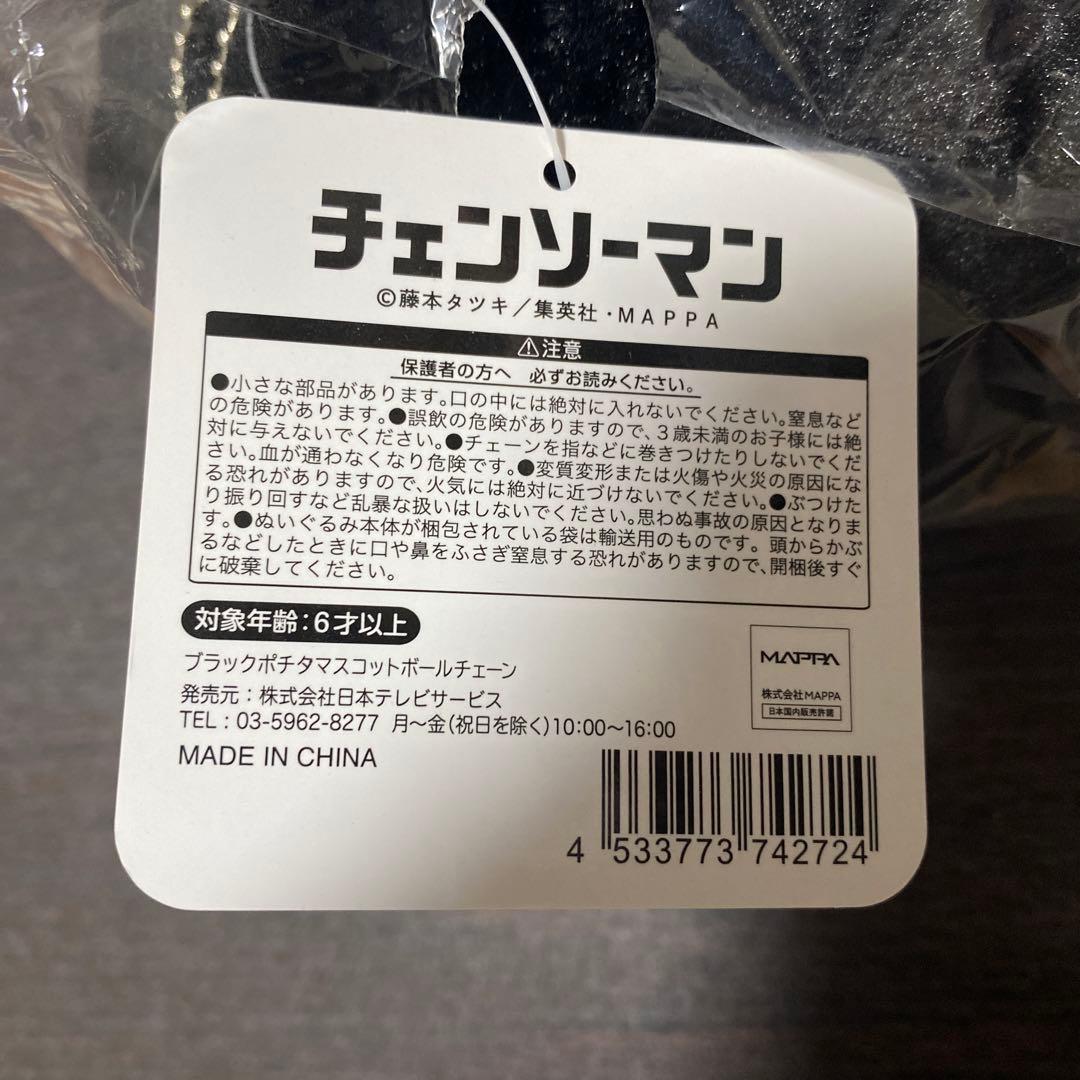 チェンソーマン
©藤本タツキ/集英社・MAPPA
⚠注意
保護者の方へ 必ずお読みください。
●小さな部品があります。口の中には絶対に入れないでください。窒息など
の危険があります。●誤飲の危険がありますので、3歳未満のお子様には絶
対に与えないでください。●チェーンを指などに巻きつけたりしないでくだ
さい。血が通わなくなり危険です。●変質変形または火傷や火災の原因にな
る恐れがありますので、火気には絶対に近づけないでください。●ぶつけた
り振り回すなど乱暴な扱いはしないでください。思わぬ事故の原因となりま
す。●ぬいぐるみ本体が梱包されている袋は輸送用のものです。頭からかぶ
るなどしたときに口や鼻をふさぎ窒息する恐れがありますので、開梱後すぐ
に破棄してください。
対象年齢:6才以上
ブラックポチタマスコットボールチェーン
発売元:株式会社日本テレビサービス
TEL:03-5962-8277 月〜金(祝日を除く)10:00〜16:00
MADE IN CHINA
MAPPA
株式会社MAPPA
日本国内販売許諾
4 533773 742724